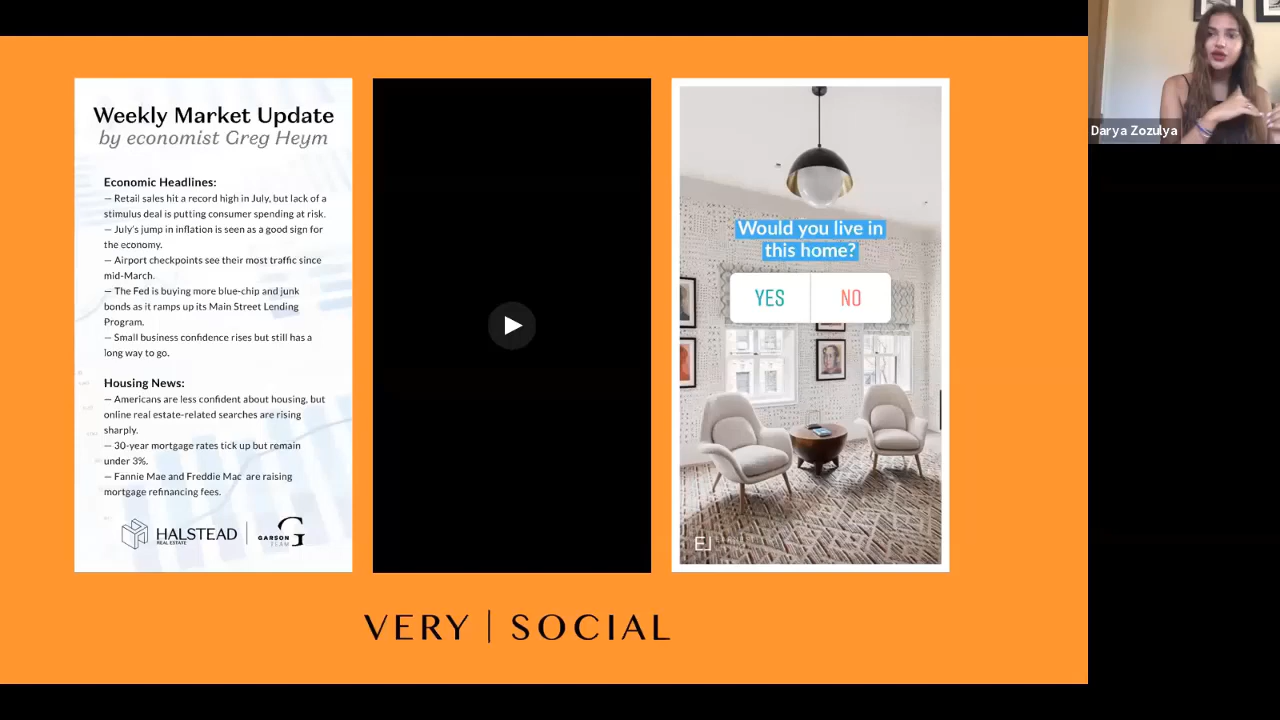 Weekly Market Update
by economist Greg Heym
Economic Headlines:
— Retail sales hit a record high in July, but lack of a
stimulus deal is putting consumer spending at risk.
— July's jump in inflation is seen as a good sign for
the economy.
— Airport checkpoints see their most traffic since
mid-March.
— The Fed is buying more blue-chip and junk
bonds as it ramps up its Main Street Lending
Program.
— Small business confidence rises but still has a
long way to go.
Housing News:
— Americans are less confident about housing, but
online real estate-related searches are rising
sharply.
— 30-year mortgage rates tick up but remain
under 3%.
— Fannie Mae and Freddie Mac are raising
mortgage refinancing fees.
HALSTEAD
REAL ESTATE
GARSON
TEAM
Would you live in
this home?
YES NO
VERY | SOCIAL
Darya Zozulya